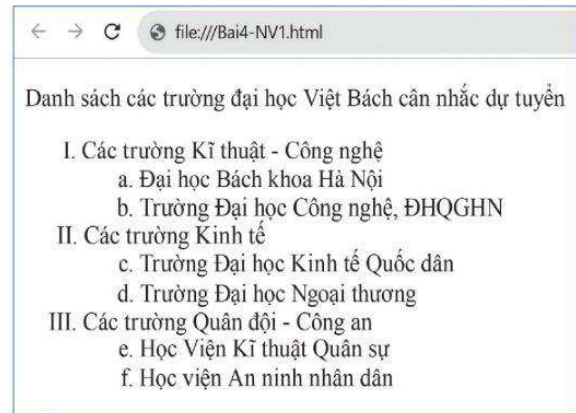 file:///Bai4-NV1.html
Danh sách các trường đại học Việt Bách cân nhắc dự tuyển
I. Các trường Kĩ thuật - Công nghệ
a. Đại học Bách khoa Hà Nội
b. Trường Đại học Công nghệ, ĐHQGHN
II. Các trường Kinh tế
c. Trường Đại học Kinh tế Quốc dân
d. Trường Đại học Ngoại thương
III. Các trường Quân đội - Công an
e. Học Viện Kĩ thuật Quân sự
f. Học viện An ninh nhân dân